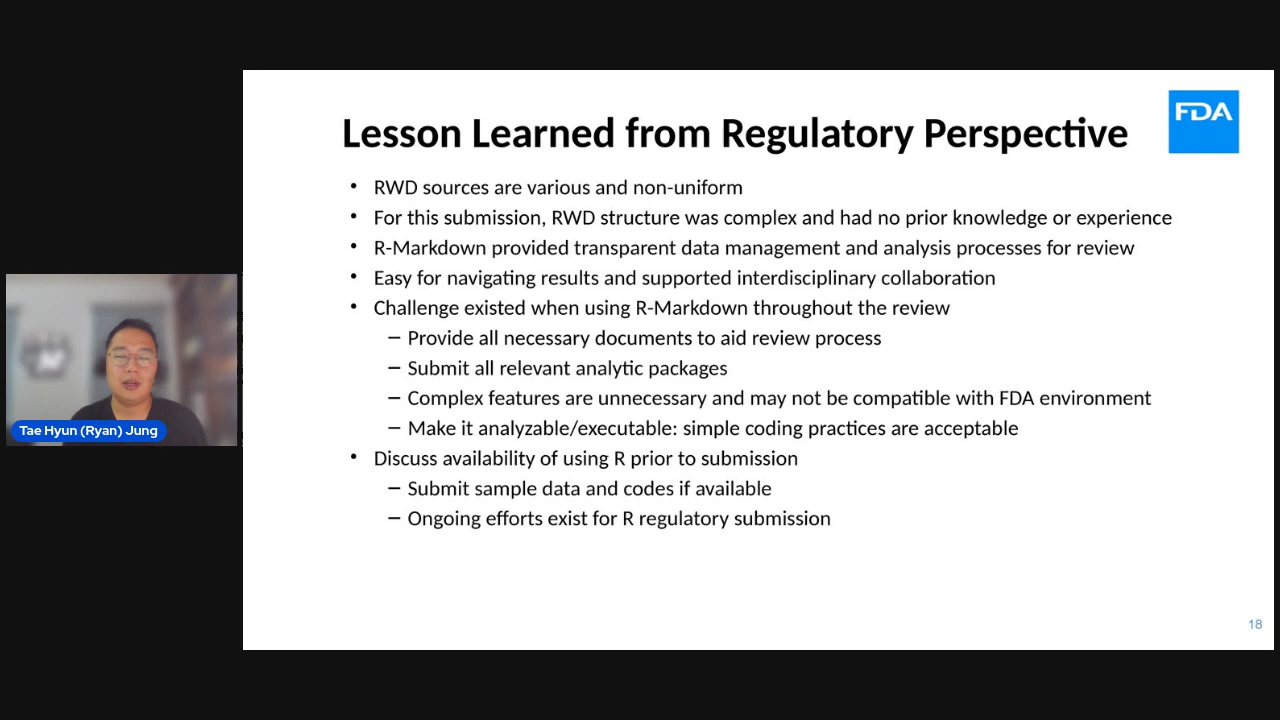 FDA
Lesson Learned from Regulatory Perspective
• RWD sources are various and non-uniform
• For this submission, RWD structure was complex and had no prior knowledge or experience
• R-Markdown provided transparent data management and analysis processes for review
• Easy for navigating results and supported interdisciplinary collaboration
• Challenge existed when using R-Markdown throughout the review
– Provide all necessary documents to aid review process
– Submit all relevant analytic packages
– Complex features are unnecessary and may not be compatible with FDA environment
– Make it analyzable/executable: simple coding practices are acceptable
• Discuss availability of using R prior to submission
– Submit sample data and codes if available
– Ongoing efforts exist for R regulatory submission
Tae Hyun (Ryan) Jung
18